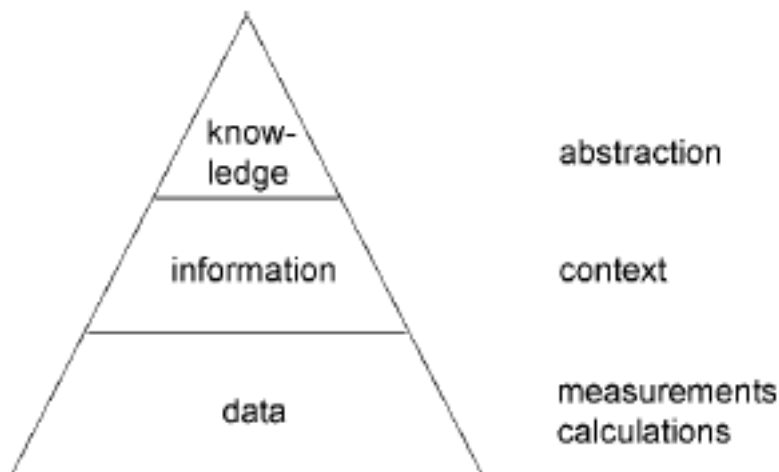 know-
ledge
abstraction
information
context
data
measurements
calculations